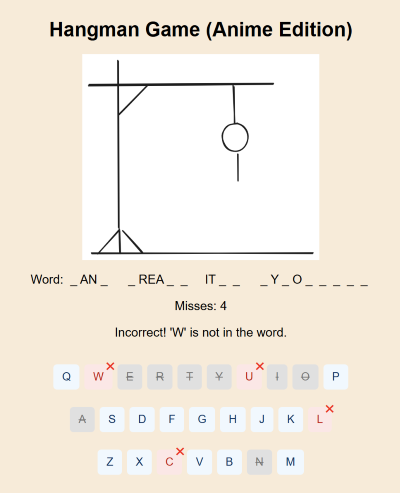 Hangman Game (Anime Edition)
Word: _ AN _ _ REA _ _ IT _ _ _ Y _ O _ _ _ _ _
Misses: 4
Incorrect! 'W' is not in the word.
Q W E R T Y U I O P
A S D F G H J K L
Z X C V B N M